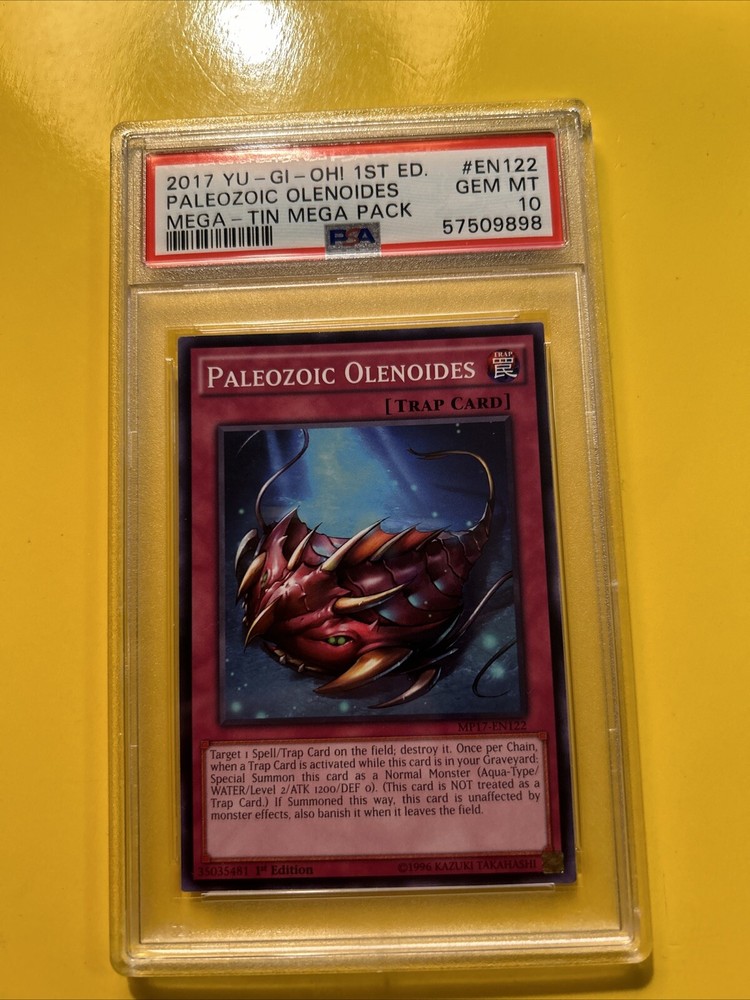 2017 YU-GI-OH! 1ST ED. #EN122
PALEOZOIC OLENOIDES GEM MT
MEGA-TIN MEGA PACK 10
PSA 57509898
PALEOZOIC OLENOIDES TRAP 罠
[TRAP CARD]
MP17-EN122
Target 1 Spell/Trap Card on the field; destroy it. Once per Chain,
when a Trap Card is activated while this card is in your Graveyard:
Special Summon this card as a Normal Monster (Aqua-Type/
WATER/Level 2/ATK 1200/DEF 0). (This card is NOT treated as a
Trap Card.) If Summoned this way, this card is unaffected by
monster effects, also banish it when it leaves the field.
35035481 1st Edition ©1996 KAZUKI TAKAHASHI